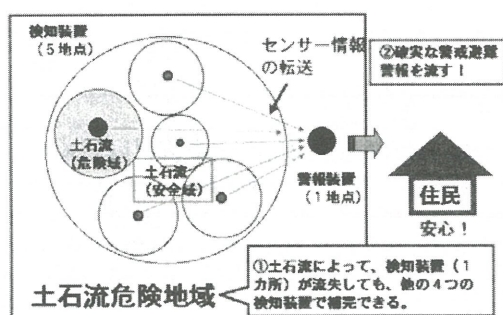 検知装置
(5地点)
センサー情報
の転送
②確実な警戒避難
警報を流す!
土石流
(危険域)
土石流
(安全域)
警報装置
(1地点)
住民
安心!
①土石流によって、検知装置(1
カ所)が流失しても、他の4つの
検知装置で補完できる。
土石流危険地域